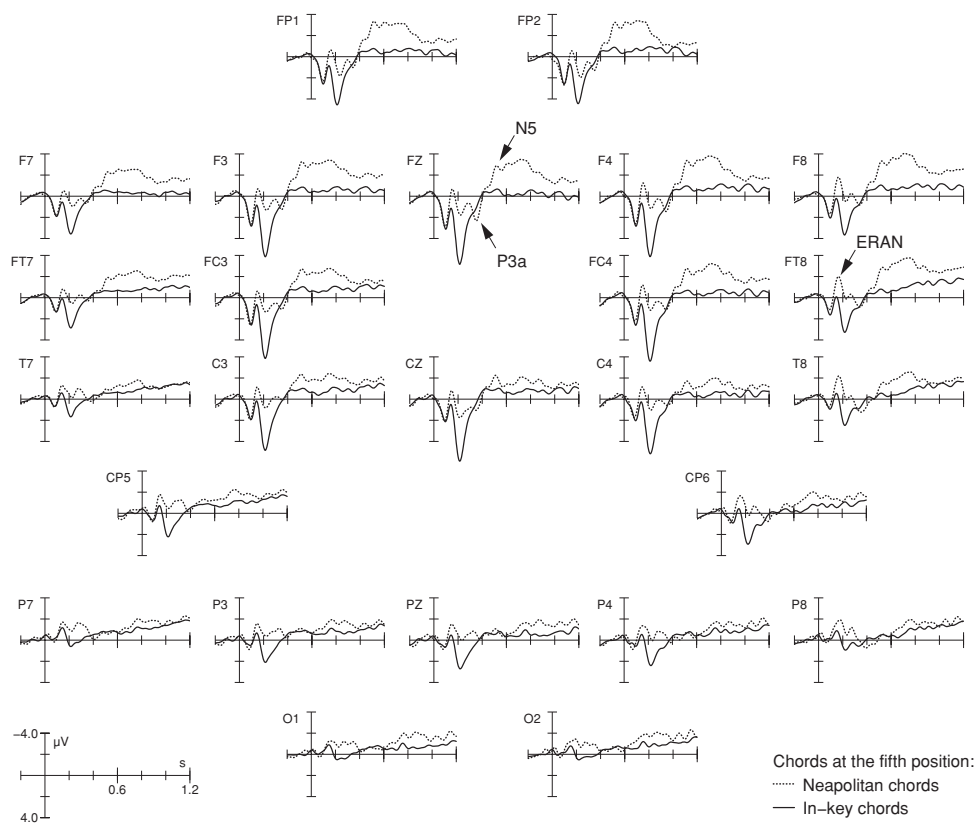 FP1 FP2
N5
F7 F3 FZ F4 F8
P3a
ERAN
FT7 FC3 FC4 FT8
T7 C3 CZ C4 T8
CP5 CP6
P7 P3 PZ P4 P8
O1 O2
−4.0
μV
s
0.6 1.2
4.0
Chords at the fifth position:
Neapolitan chords
In−key chords